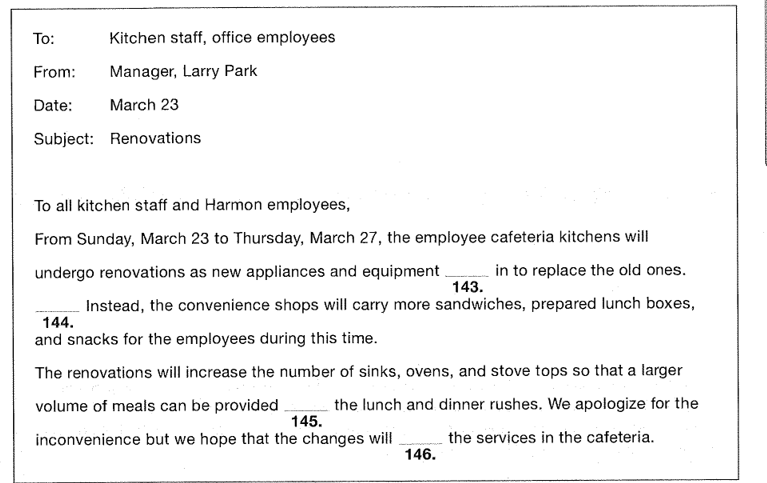 To: Kitchen staff, office employees
From: Manager, Larry Park
Date: March 23
Subject: Renovations
To all kitchen staff and Harmon employees,
From Sunday, March 23 to Thursday, March 27, the employee cafeteria kitchens will
undergo renovations as new appliances and equipment ______ in to replace the old ones.
143.
______ Instead, the convenience shops will carry more sandwiches, prepared lunch boxes,
144.
and snacks for the employees during this time.
The renovations will increase the number of sinks, ovens, and stove tops so that a larger
volume of meals can be provided ______ the lunch and dinner rushes. We apologize for the
145.
inconvenience but we hope that the changes will ______ the services in the cafeteria.
146.